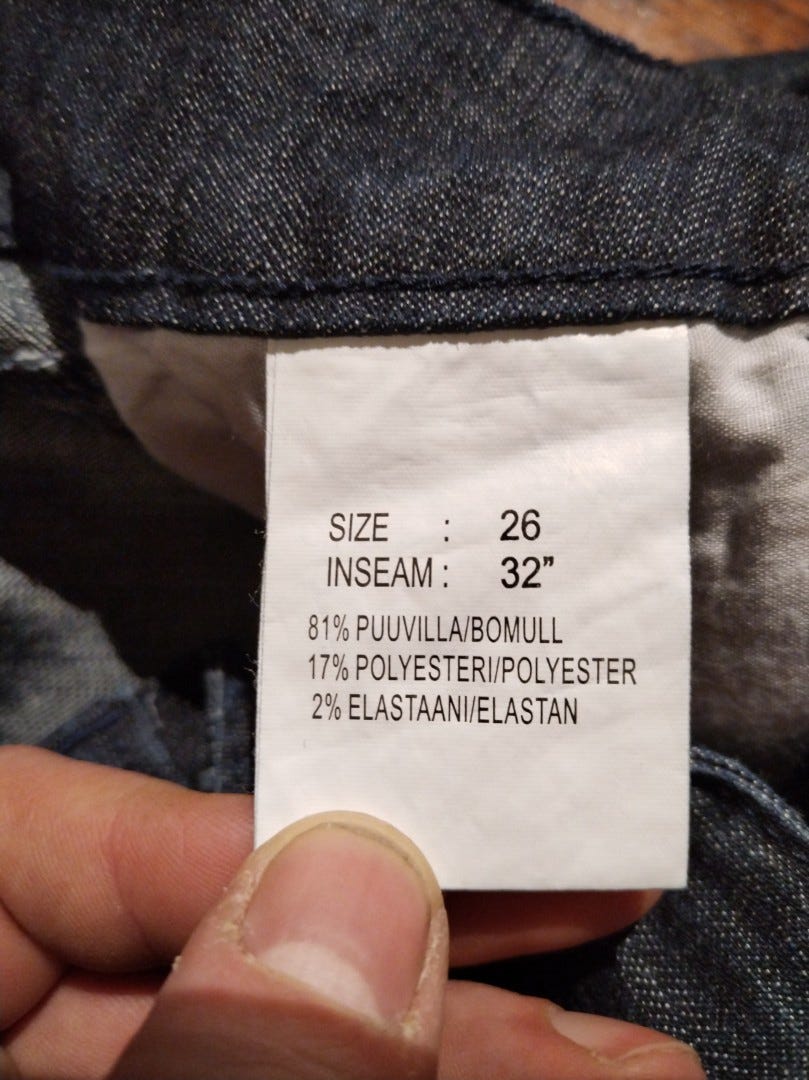 SIZE : 26
INSEAM : 32”
81% PUUVILLA/BOMULL
17% POLYESTERI/POLYESTER
2% ELASTAANI/ELASTAN